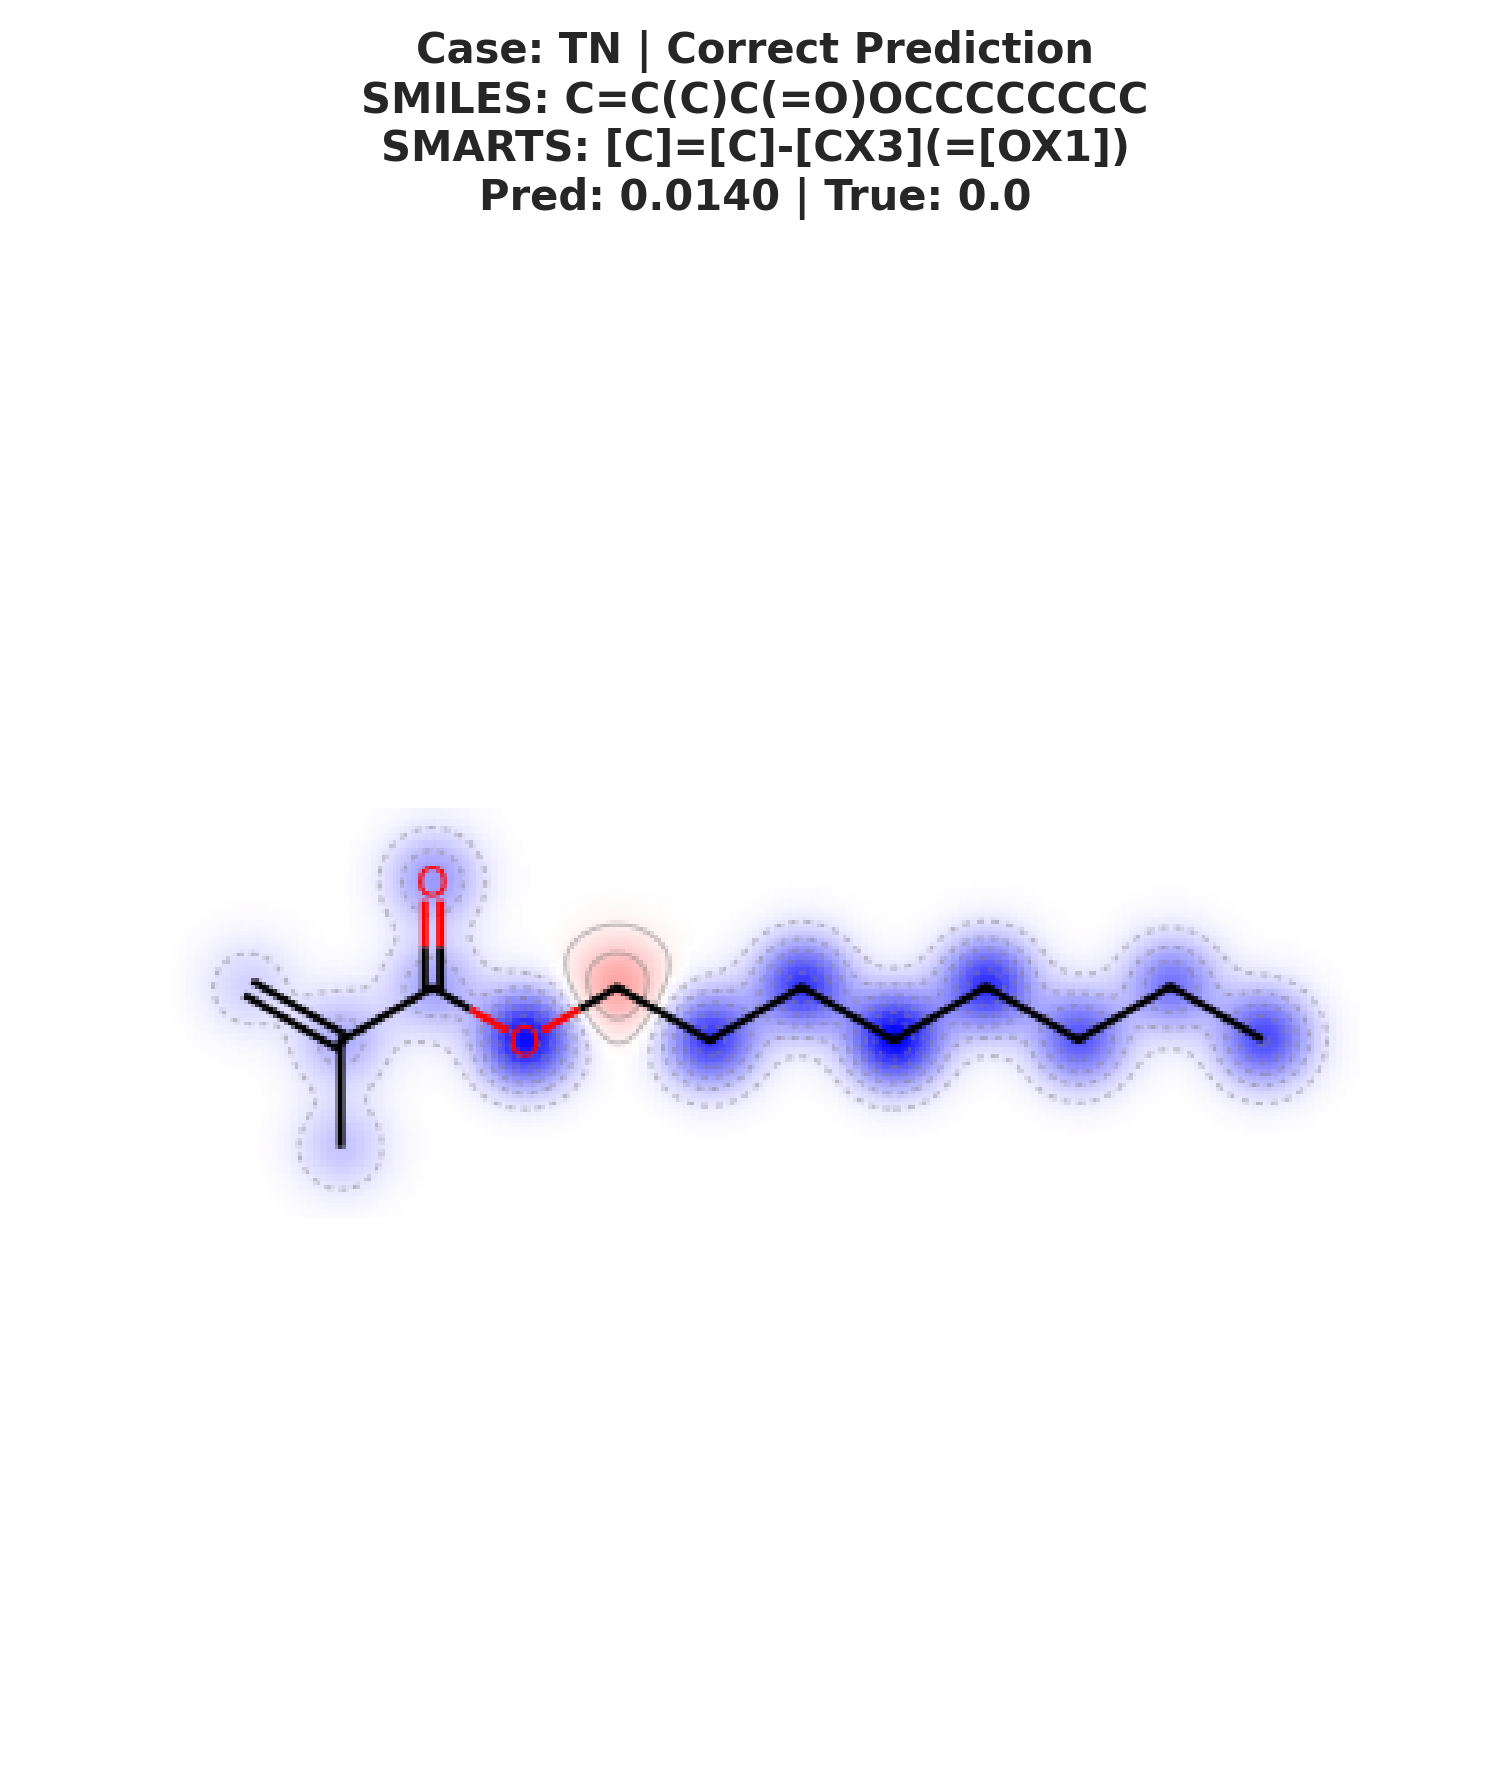 Case: TN | Correct Prediction
SMILES: C=C(C)C(=O)OCCCCCCCC
SMARTS: [C]=[C]-[CX3](=[OX1])
Pred: 0.0140 | True: 0.0
O
O